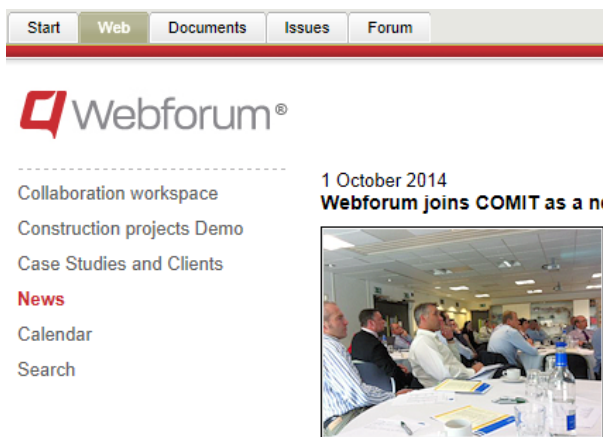 Start Web Documents Issues Forum
Webforum®
Collaboration workspace
Construction projects Demo
Case Studies and Clients
News
Calendar
Search
1 October 2014
Webforum joins COMIT as a